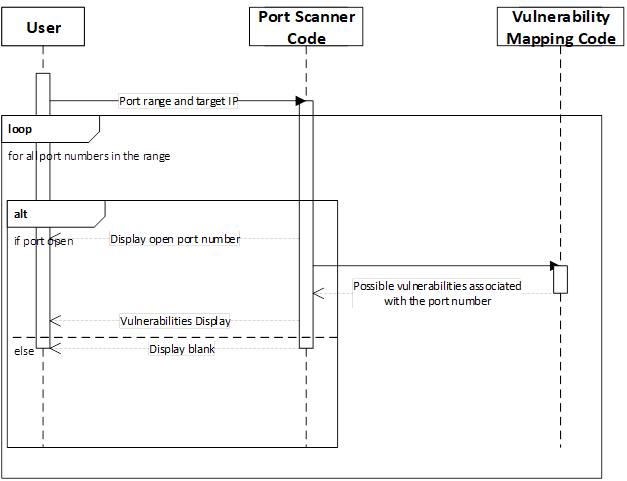 User
Port Scanner
Code
Vulnerability
Mapping Code
Port range and target IP
loop
for all port numbers in the range
alt
if port open
Display open port number
Possible vulnerabilities associated
with the port number
Vulnerabilities Display
else
Display blank